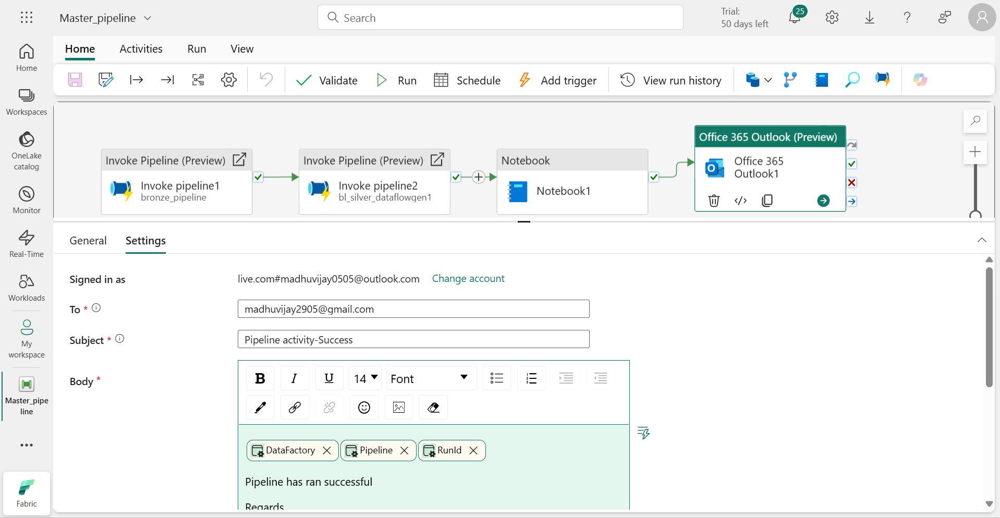 Master_pipeline
Search
Trial:
50 days left
25
Home
Activities
Run
View
Validate
Run
Schedule
Add trigger
View run history
Home
Workspaces
OneLake
catalog
Monitor
Real-Time
Workloads
My
workspace
Master_pipe
line
Fabric
Invoke Pipeline (Preview)
Invoke pipeline1
bronze_pipeline
Invoke Pipeline (Preview)
Invoke pipeline2
bl_silver_dataflowgen1
Notebook
Notebook1
Office 365 Outlook (Preview)
Office 365
Outlook1
General
Settings
Signed in as
live.com#madhuvijay0505@outlook.com
Change account
To *
madhuvijay2905@gmail.com
Subject *
Pipeline activity-Success
Body *
B
I
U
14
Font
DataFactory
Pipeline
RunId
Pipeline has ran successful
Regards